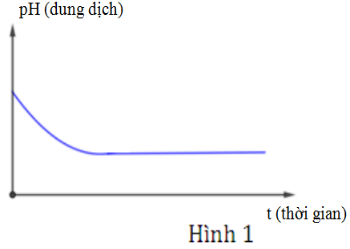 pH (dung dịch)
t (thời gian)
Hình 1